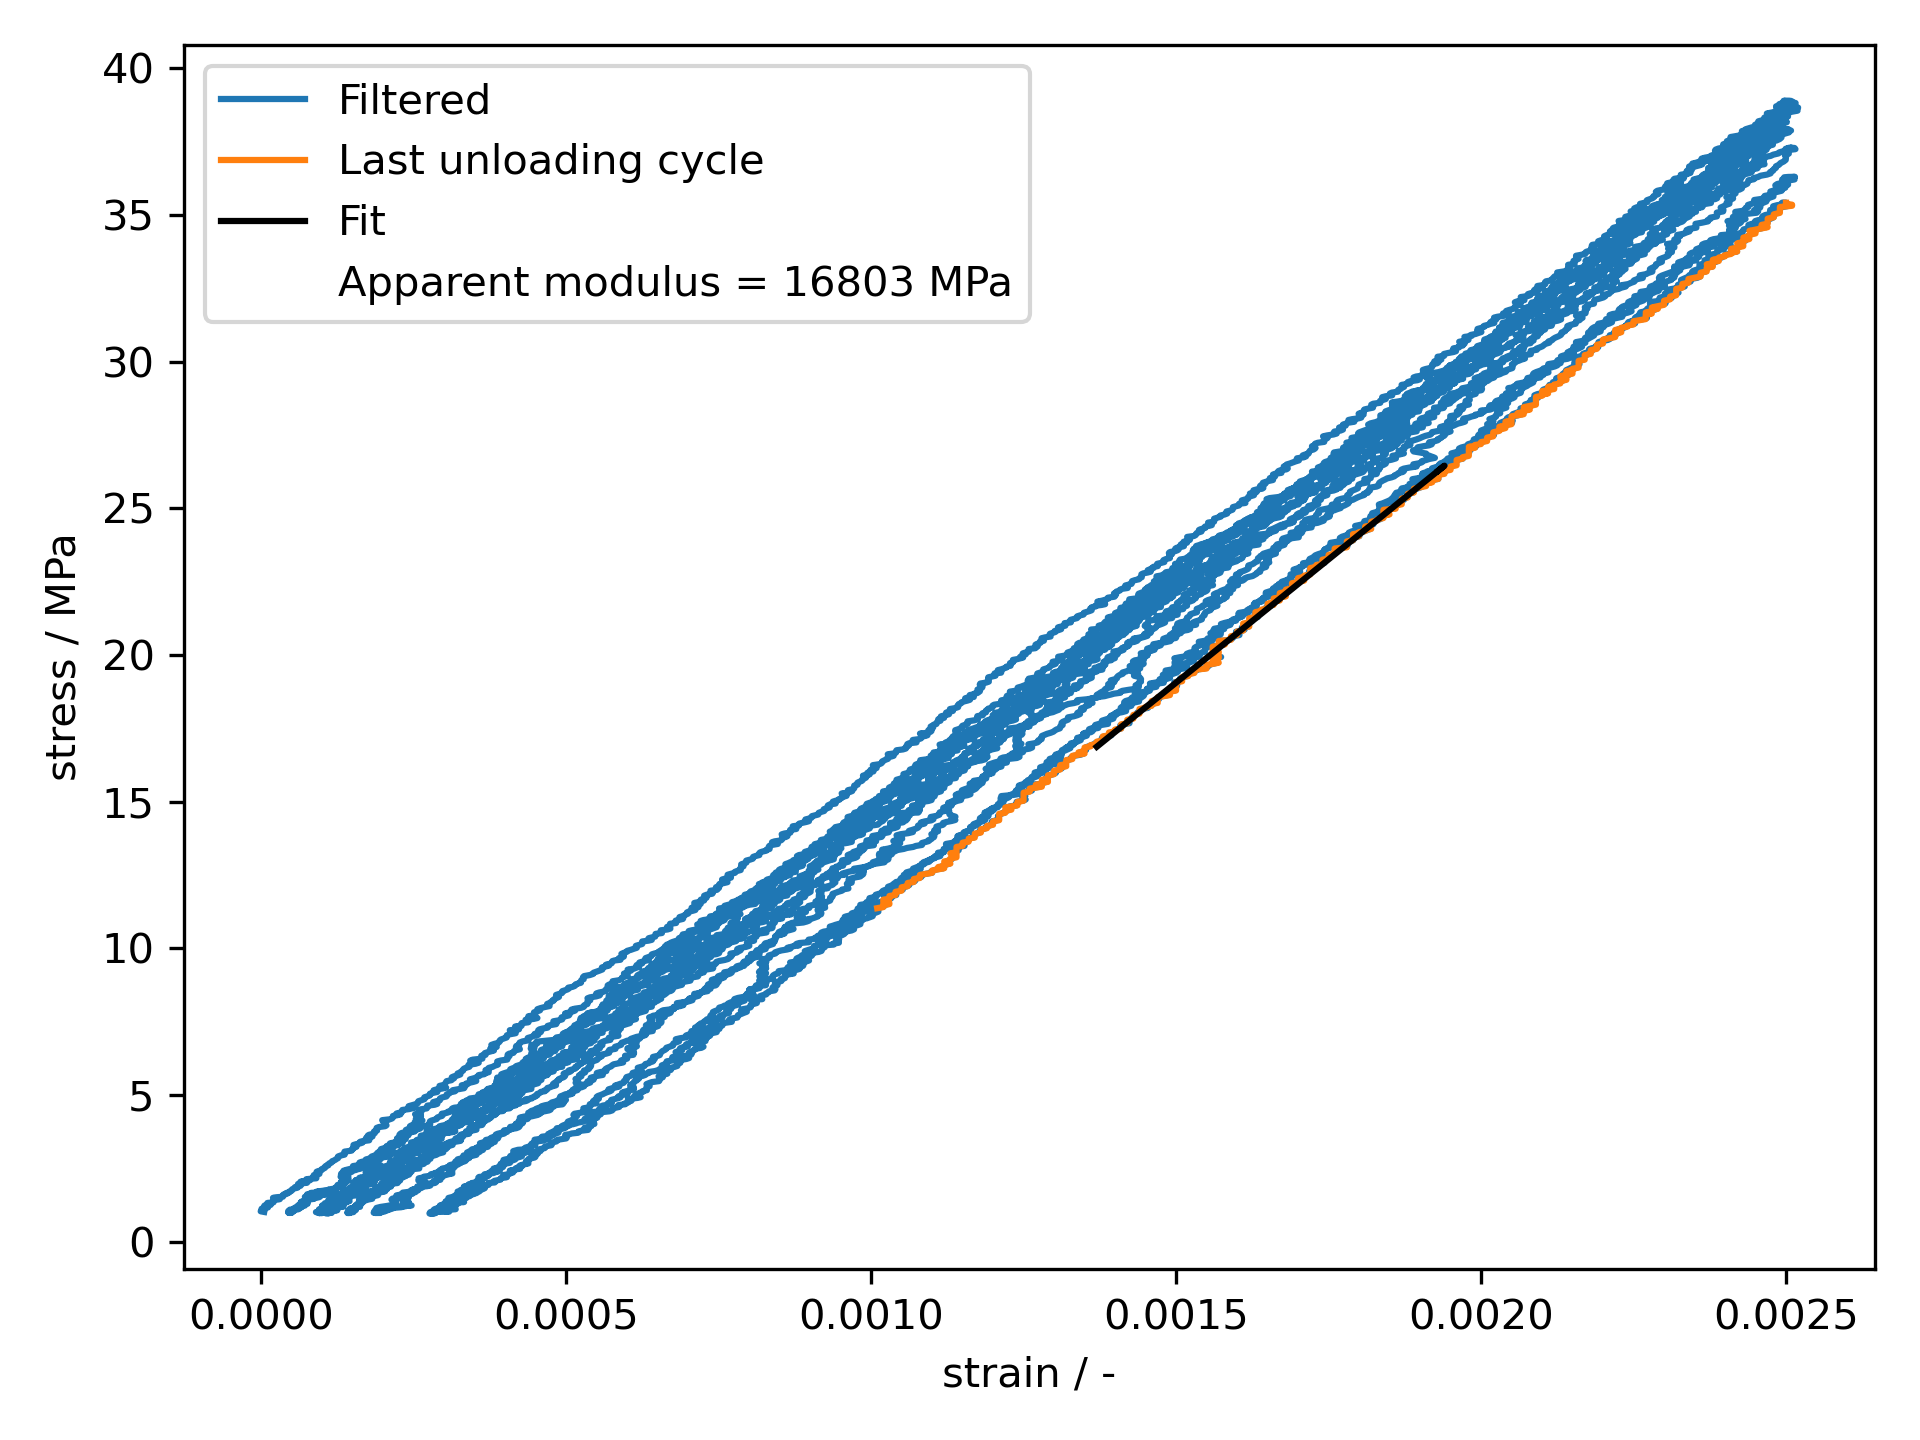 40
35
30
25
20
15
10
5
0
stress / MPa
Filtered
Last unloading cycle
Fit
Apparent modulus = 16803 MPa
0.0000 0.0005 0.0010 0.0015 0.0020 0.0025
strain / -